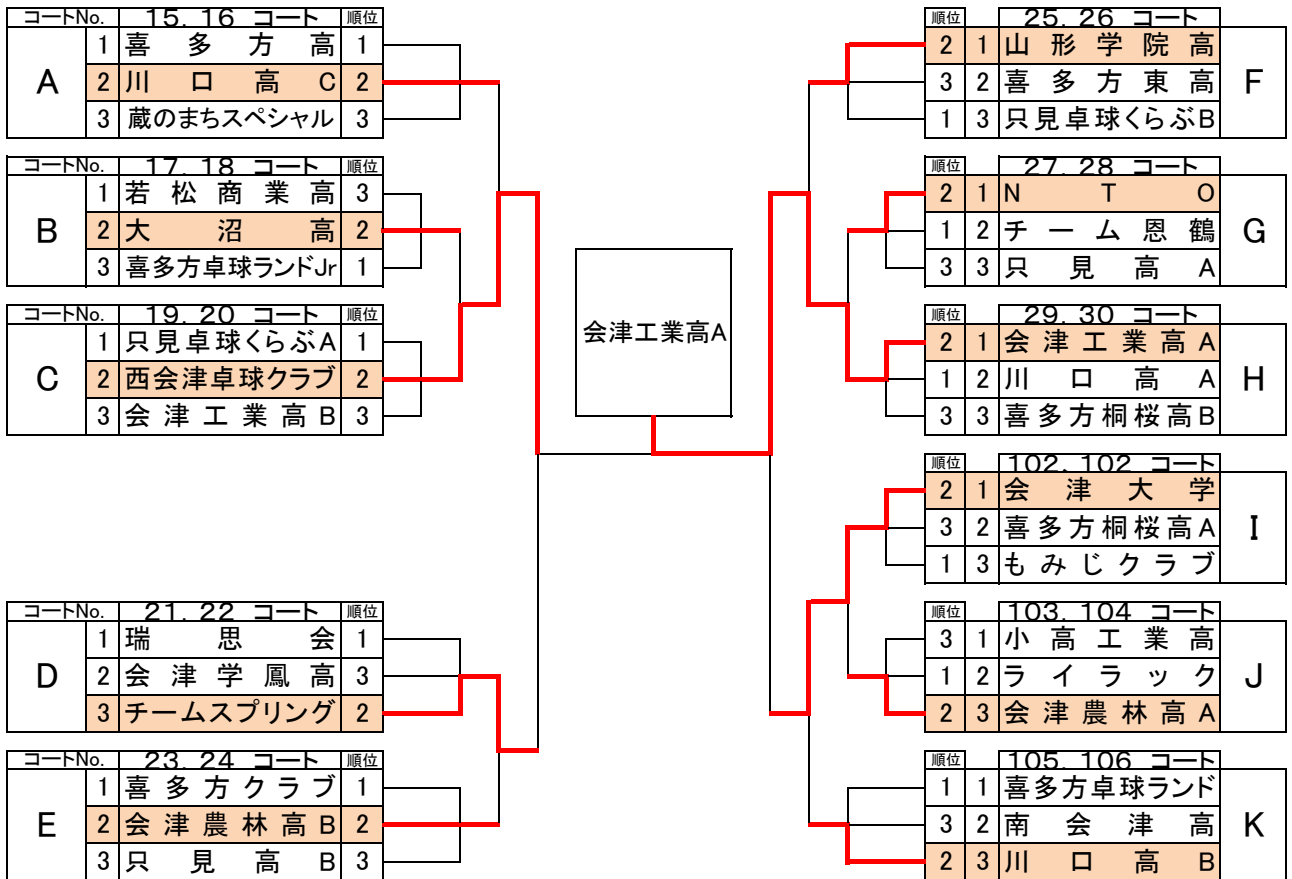 コートNo. 15.16 コート 順位
A
1 喜多方高 1
2 川口高C 2
3 蔵のまちスペシャル 3
コートNo. 17.18 コート 順位
B
1 若松商業高 3
2 大沼高 2
3 喜多方卓球ランドJr 1
コートNo. 19.20 コート 順位
C
1 只見卓球くらぶA 1
2 西会津卓球クラブ 2
3 会津工業高B 3
コートNo. 21.22 コート 順位
D
1 瑞思会 1
2 会津学鳳高 3
3 チームスプリング 2
コートNo. 23.24 コート 順位
E
1 喜多方クラブ 1
2 会津農林高B 2
3 只見高B 3
会津工業高A
順位 25.26 コート
F
2 1 山形学院高
3 2 喜多方東高
1 3 只見卓球くらぶB
順位 27.28 コート
G
2 1 NTO
1 2 チーム恩鶴
3 3 只見高A
順位 29.30 コート
H
2 1 会津工業高A
1 2 川口高A
3 3 喜多方桐桜高B
順位 102.102 コート
I
2 1 会津大学
3 2 喜多方桐桜高A
1 3 もみじクラブ
順位 103.104 コート
J
3 1 小高工業高
1 2 ライラック
2 3 会津農林高A
順位 105.106 コート
K
1 1 喜多方卓球ランド
3 2 南会津高
2 3 川口高B